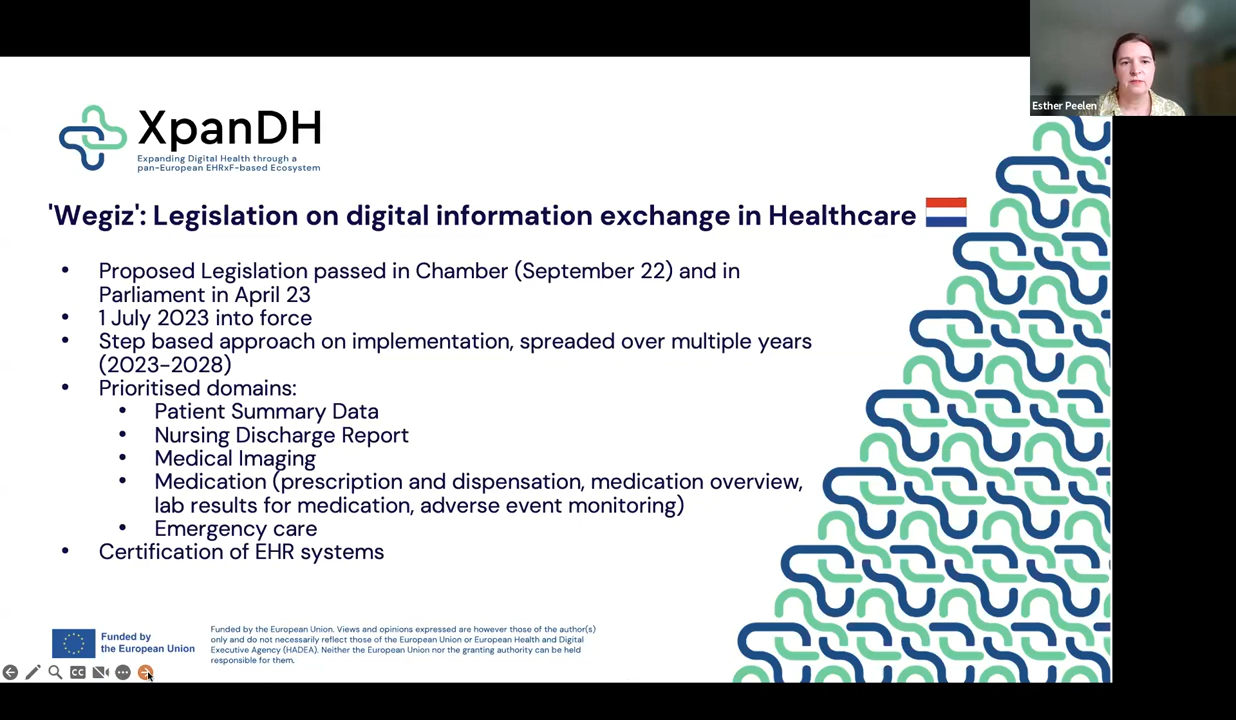 Esther Peelen
XpanDH
Expanding Digital Health through a
pan-European EHRxF-based Ecosystem
'Wegiz': Legislation on digital information exchange in Healthcare
• Proposed Legislation passed in Chamber (September 22) and in
Parliament in April 23
• 1 July 2023 into force
• Step based approach on implementation, spreaded over multiple years
(2023-2028)
• Prioritised domains:
• Patient Summary Data
• Nursing Discharge Report
• Medical Imaging
• Medication (prescription and dispensation, medication overview,
lab results for medication, adverse event monitoring)
• Emergency care
• Certification of EHR systems
Funded by
the European Union
Funded by the European Union. Views and opinions expressed are however those of the author(s)
only and do not necessarily reflect those of the European Union or European Health and Digital
Executive Agency (HADEA). Neither the European Union nor the granting authority can be held
responsible for them.
CC